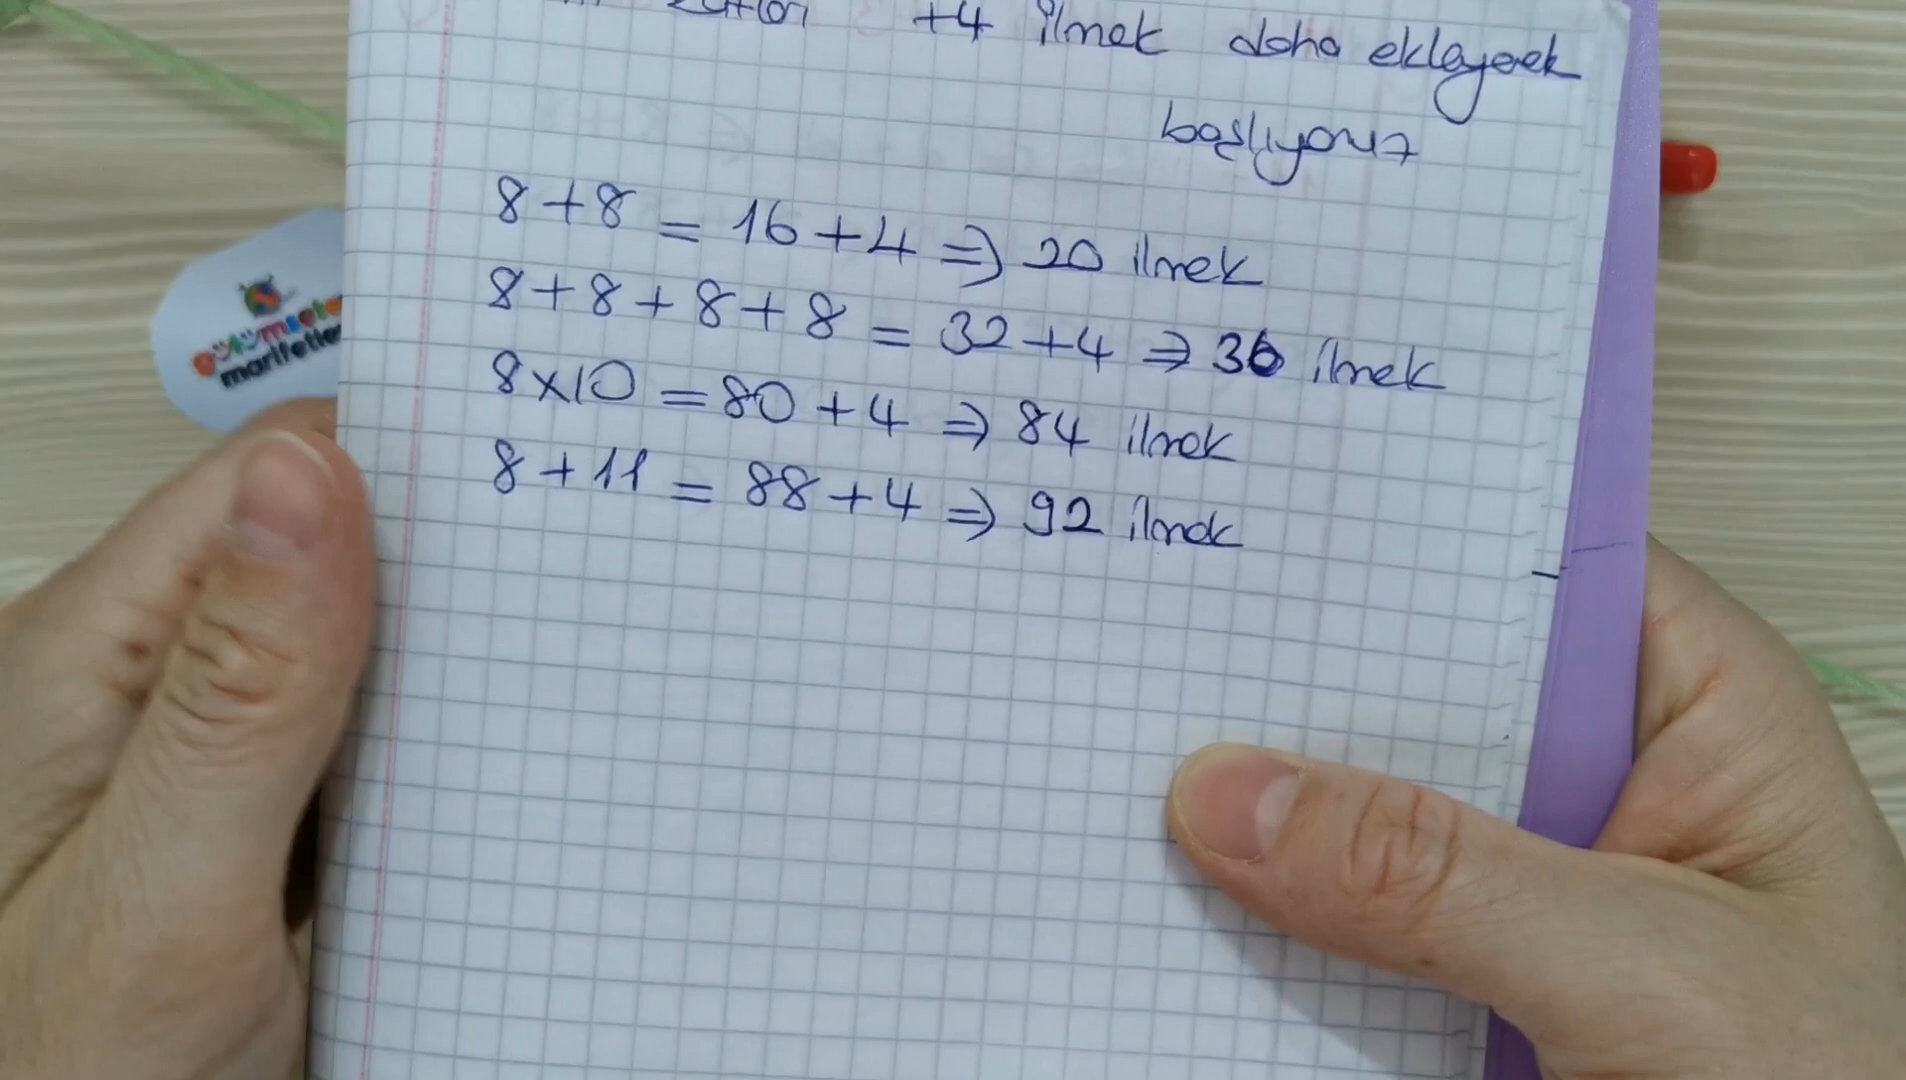 +4 ilmek daha ekleyerek
başlıyoruz
8+8 = 16+4 ⇒ 20 ilmek
8+8+8+8 = 32+4 ⇒ 36 ilmek
8x10 = 80+4 ⇒ 84 ilmek
8+11 = 88+4 ⇒ 92 ilmek
marifetler